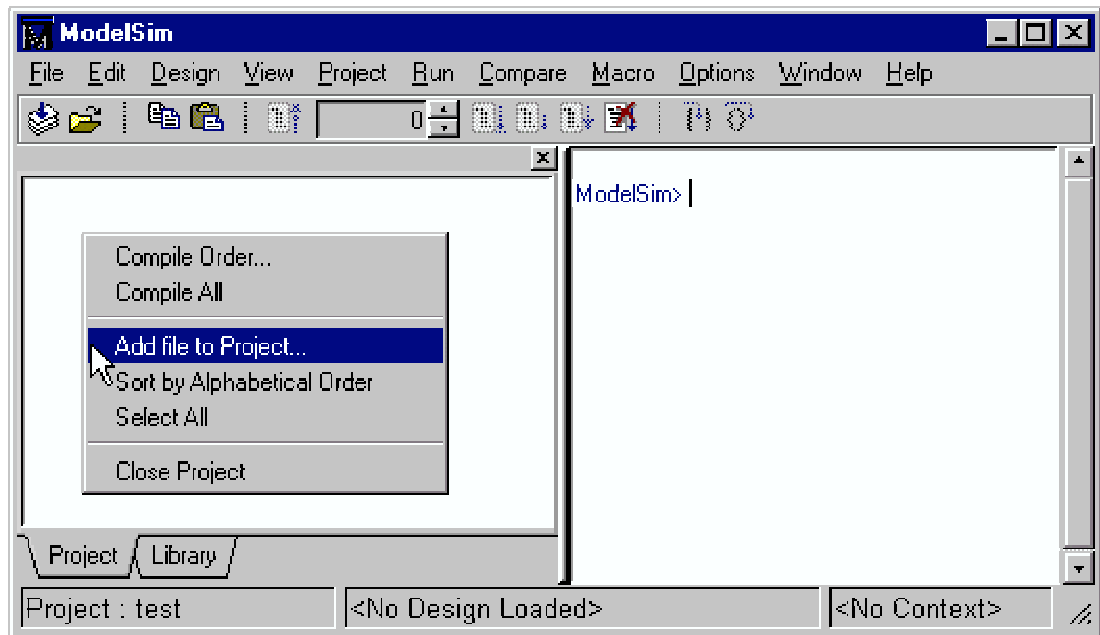 ModelSim
File Edit Design View Project Run Compare Macro Options Window Help
0
ModelSim>
Compile Order...
Compile All
Add file to Project...
Sort by Alphabetical Order
Select All
Close Project
Project Library
Project : test <No Design Loaded> <No Context>